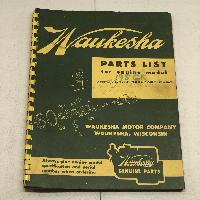 Waukesha
PARTS LIST
for engine model
WAUKESHA MOTOR COMPANY
WAUKESHA, WISCONSIN
Always give engine model
specification and serial
number when ordering.
Waukesha
GENUINE PARTS